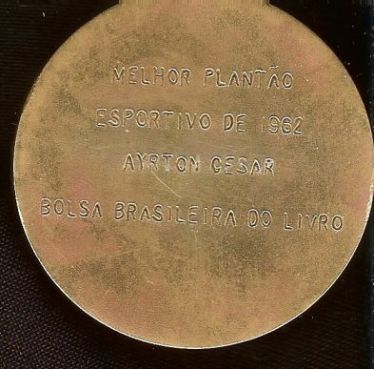 MELHOR PLANTÃO
ESPORTIVO DE 1962
AYRTON CESAR
BOLSA BRASILEIRA DO LIVRO